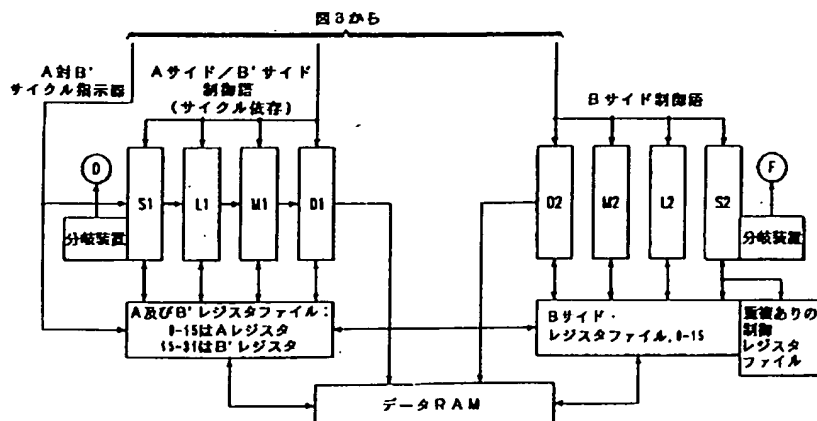 図3から
A対B'
サイクル指示器
Aサイド/B'サイド
制御語
(サイクル依存)
Bサイド制御語
D
S1
L1
M1
D1
D2
M2
L2
S2
F
分岐装置
分岐装置
A及びB'レジスタファイル:
0-15はAレジスタ
15-31はB'レジスタ
Bサイド・
レジスタファイル,0-15
重複ありの
制御
レジスタ
ファイル
データRAM